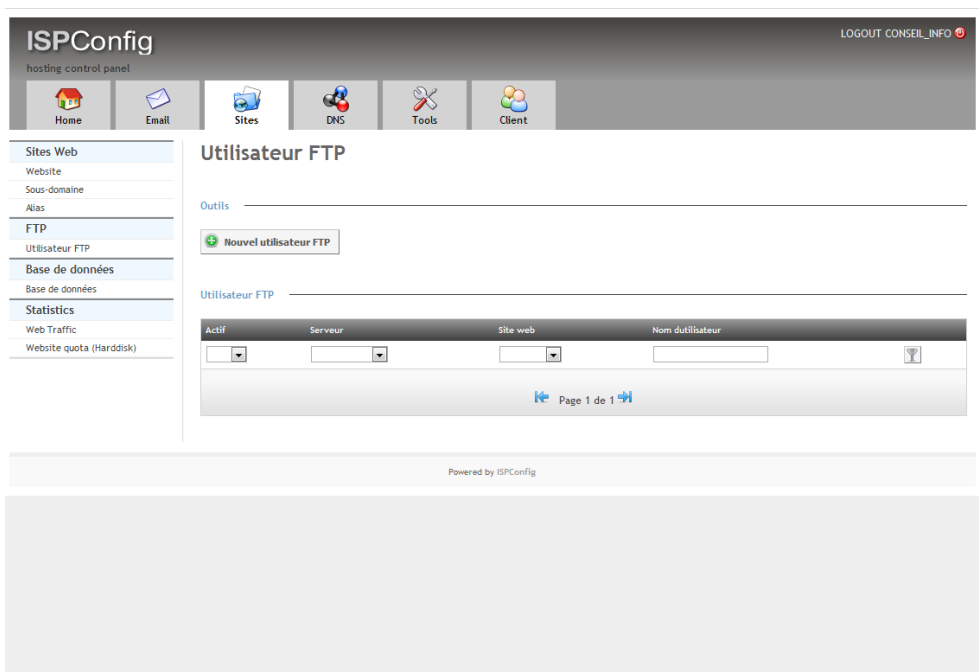 ISPConfig
LOGOUT CONSEIL_INFO
hosting control panel
Home
Email
Sites
DNS
Tools
Client
Sites Web
Website
Sous-domaine
Alias
FTP
Utilisateur FTP
Base de données
Base de données
Statistics
Web Traffic
Website quota (Harddisk)
Utilisateur FTP
Outils
Nouvel utilisateur FTP
Utilisateur FTP
Actif Serveur Site web Nom dutilisateur
Page 1 de 1
Powered by ISPConfig